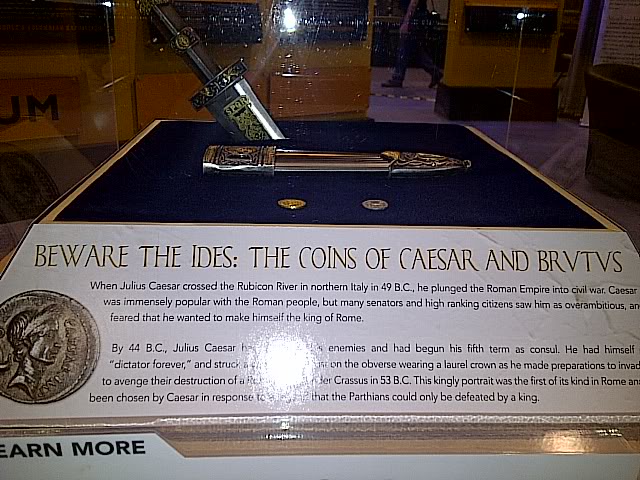 UM
BEWARE THE IDES: THE COINS OF CAESAR AND BRVTVS
When Julius Caesar crossed the Rubicon River in northern Italy in 49 B.C., he plunged the Roman Empire into civil war. Caesar
was immensely popular with the Roman people, but many senators and high ranking citizens saw him as overambitious, an
feared that he wanted to make himself the king of Rome.
By 44 B.C., Julius Caesar enemies and had begun his fifth term as consul. He had himself
"dictator forever," and struck on the obverse wearing a laurel crown as he made preparations to invad
to avenge their destruction of a Crassus in 53 B.C. This kingly portrait was the first of its kind in Rome and
been chosen by Caesar in response that the Parthians could only be defeated by a king.
EARN MORE